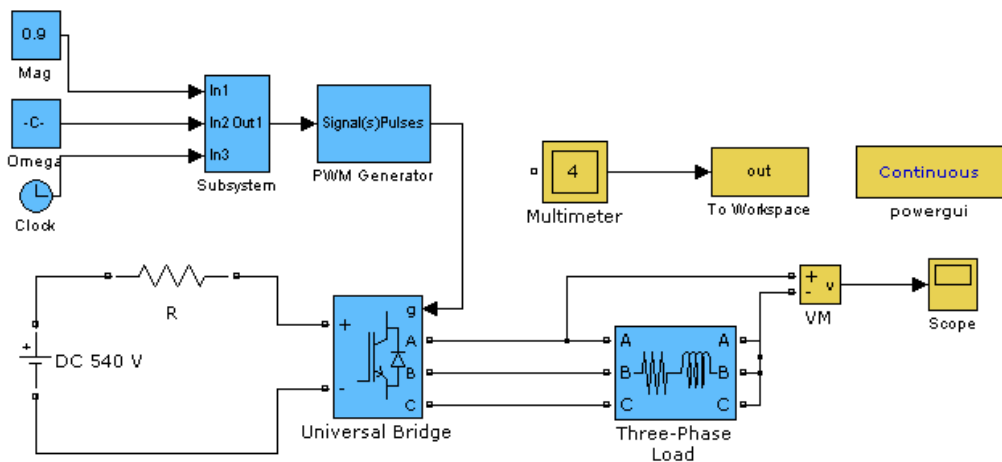 0.9
Mag
-C-
Omega
Clock
In1
In2 Out1
In3
Subsystem
Signal(s)Pulses
PWM Generator
4
Multimeter
out
To Workspace
Continuous
powergui
R
+
DC 540 V
+
-
g
A
B
C
Universal Bridge
A
B
C
A
B
C
Three-Phase
Load
+
-
v
VM
Scope